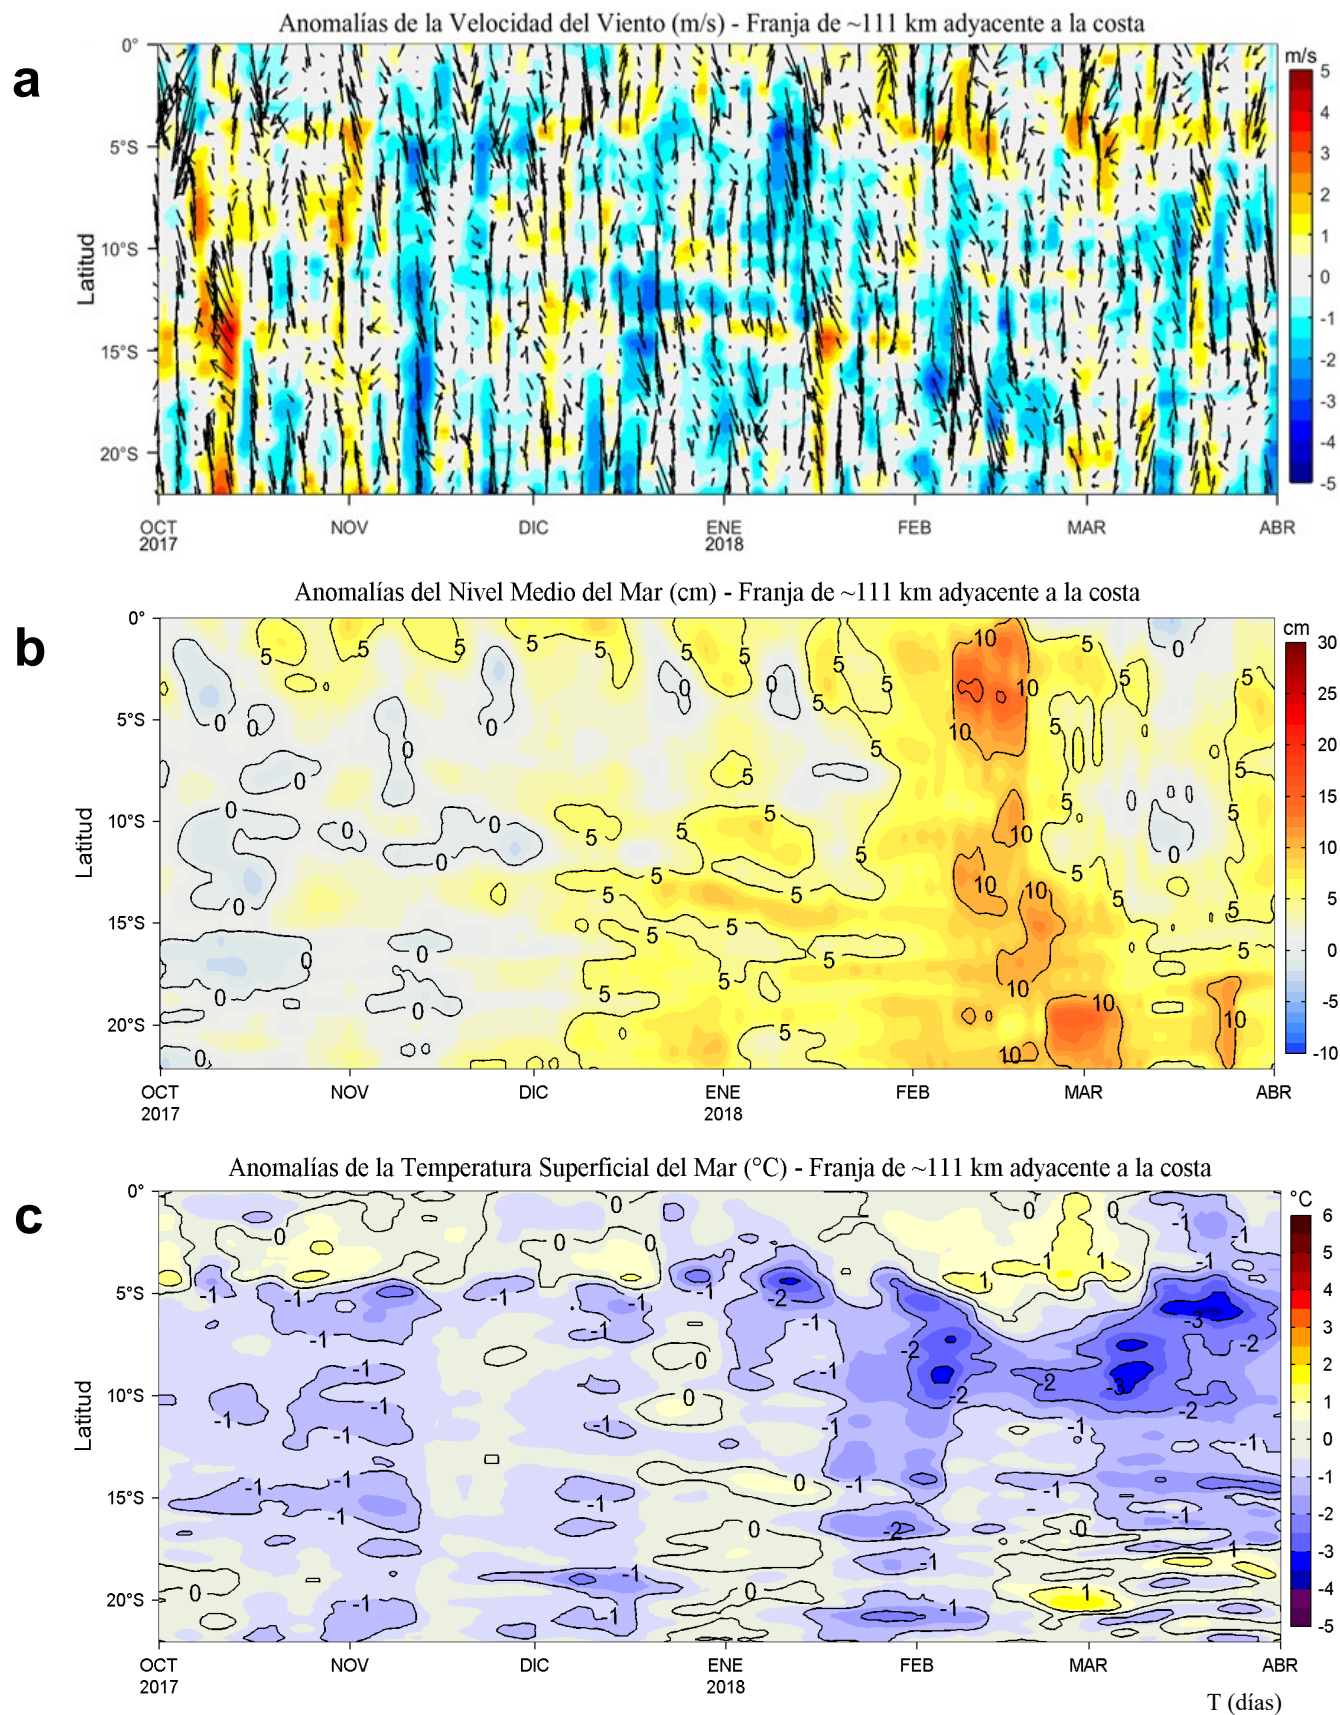 Anomalías de la Velocidad del Viento (m/s) - Franja de ~111 km adyacente a la costa
a
m/s
0°
5°S
10°S
15°S
20°S
Latitud
5
4
3
2
1
0
-1
-2
-3
-4
-5
OCT NOV DIC ENE FEB MAR ABR
2017 2018
Anomalías del Nivel Medio del Mar (cm) - Franja de ~111 km adyacente a la costa
b
cm
0°
5°S
10°S
15°S
20°S
Latitud
30
25
20
15
10
5
0
-5
-10
OCT NOV DIC ENE FEB MAR ABR
2017 2018
Anomalías de la Temperatura Superficial del Mar (°C) - Franja de ~111 km adyacente a la costa
c
°C
0°
5°S
10°S
15°S
20°S
Latitud
6
5
4
3
2
1
0
-1
-2
-3
-4
-5
OCT NOV DIC ENE FEB MAR ABR
2017 2018
T (días)